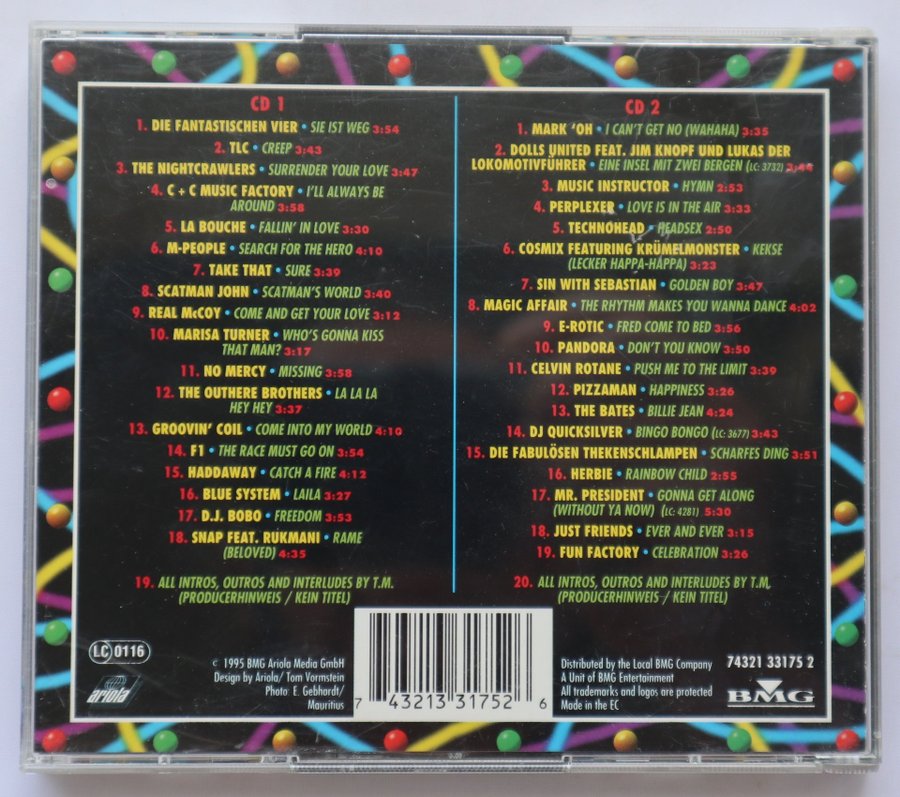 CD 1
1. DIE FANTASTISCHEN VIER • SIE IST WEG 3:54
2. TLC • CREEP 3:43
3. THE NIGHTCRAWLERS • SURRENDER YOUR LOVE 3:47
4. C + C MUSIC FACTORY • I'LL ALWAYS BE
AROUND 3:58
5. LA BOUCHE • FALLIN' IN LOVE 3:30
6. M-PEOPLE • SEARCH FOR THE HERO 4:10
7. TAKE THAT • SURE 3:39
8. SCATMAN JOHN • SCATMAN'S WORLD 3:40
9. REAL McCOY • COME AND GET YOUR LOVE 3:12
10. MARISA TURNER • WHO'S GONNA KISS
THAT MAN? 3:17
11. NO MERCY • MISSING 3:58
12. THE OUTHERE BROTHERS • LA LA LA
HEY HEY 3:37
13. GROOVIN' COIL • COME INTO MY WORLD 4:10
14. F1 • THE RACE MUST GO ON 3:54
15. HADDAWAY • CATCH A FIRE 4:12
16. BLUE SYSTEM • LAILA 3:27
17. D.J. BOBO • FREEDOM 3:53
18. SNAP FEAT. RUKMANI • RAME
(BELOVED) 4:35
19. ALL INTROS, OUTROS AND INTERLUDES BY T.M.
(PRODUCERHINWEIS / KEIN TITEL)
CD 2
1. MARK 'OH • I CAN'T GET NO (WAHAHA) 3:35
2. DOLLS UNITED FEAT. JIM KNOPF UND LUKAS DER
LOKOMOTIVFÜHRER • EINE INSEL MIT ZWEI BERGEN (LC: 3732)
3. MUSIC INSTRUCTOR • HYMN 2:53
4. PERPLEXER • LOVE IS IN THE AIR 3:33
5. TECHNOHEAD • HEADSEX 2:50
6. COSMIX FEATURING KRÜMELMONSTER • KEKSE
(LECKER HAPPA-HAPPA) 3:23
7. SIN WITH SEBASTIAN • GOLDEN BOY 3:47
8. MAGIC AFFAIR • THE RHYTHM MAKES YOU WANNA DANCE 4:02
9. E-ROTIC • FRED COME TO BED 3:56
10. PANDORA • DON'T YOU KNOW 3:50
11. CELVIN ROTANE • PUSH ME TO THE LIMIT 3:39
12. PIZZAMAN • HAPPINESS 3:26
13. THE BATES • BILLIE JEAN 4:24
14. DJ QUICKSILVER • BINGO BONGO (LC: 3677) 3:43
15. DIE FABULÖSEN THEKENSCHLAMPEN • SCHARFES DING 3:51
16. HERBIE • RAINBOW CHILD 2:55
17. MR. PRESIDENT • GONNA GET ALONG
(WITHOUT YA NOW) (LC: 4281) 5:30
18. JUST FRIENDS • EVER AND EVER 3:15
19. FUN FACTORY • CELEBRATION 3:26
20. ALL INTROS, OUTROS AND INTERLUDES BY T.M.
(PRODUCERHINWEIS / KEIN TITEL)
LC 0116
ariola
© 1995 BMG Ariola Media GmbH
Design by Ariola/ Tom Vormstein
Photo: E. Gebhardt/
Mauritius
7 43213 31752 6
Distributed by the Local BMG Company
A Unit of BMG Entertainment
All trademarks and logos are protected
Made in the EC
74321 33175 2
BMG